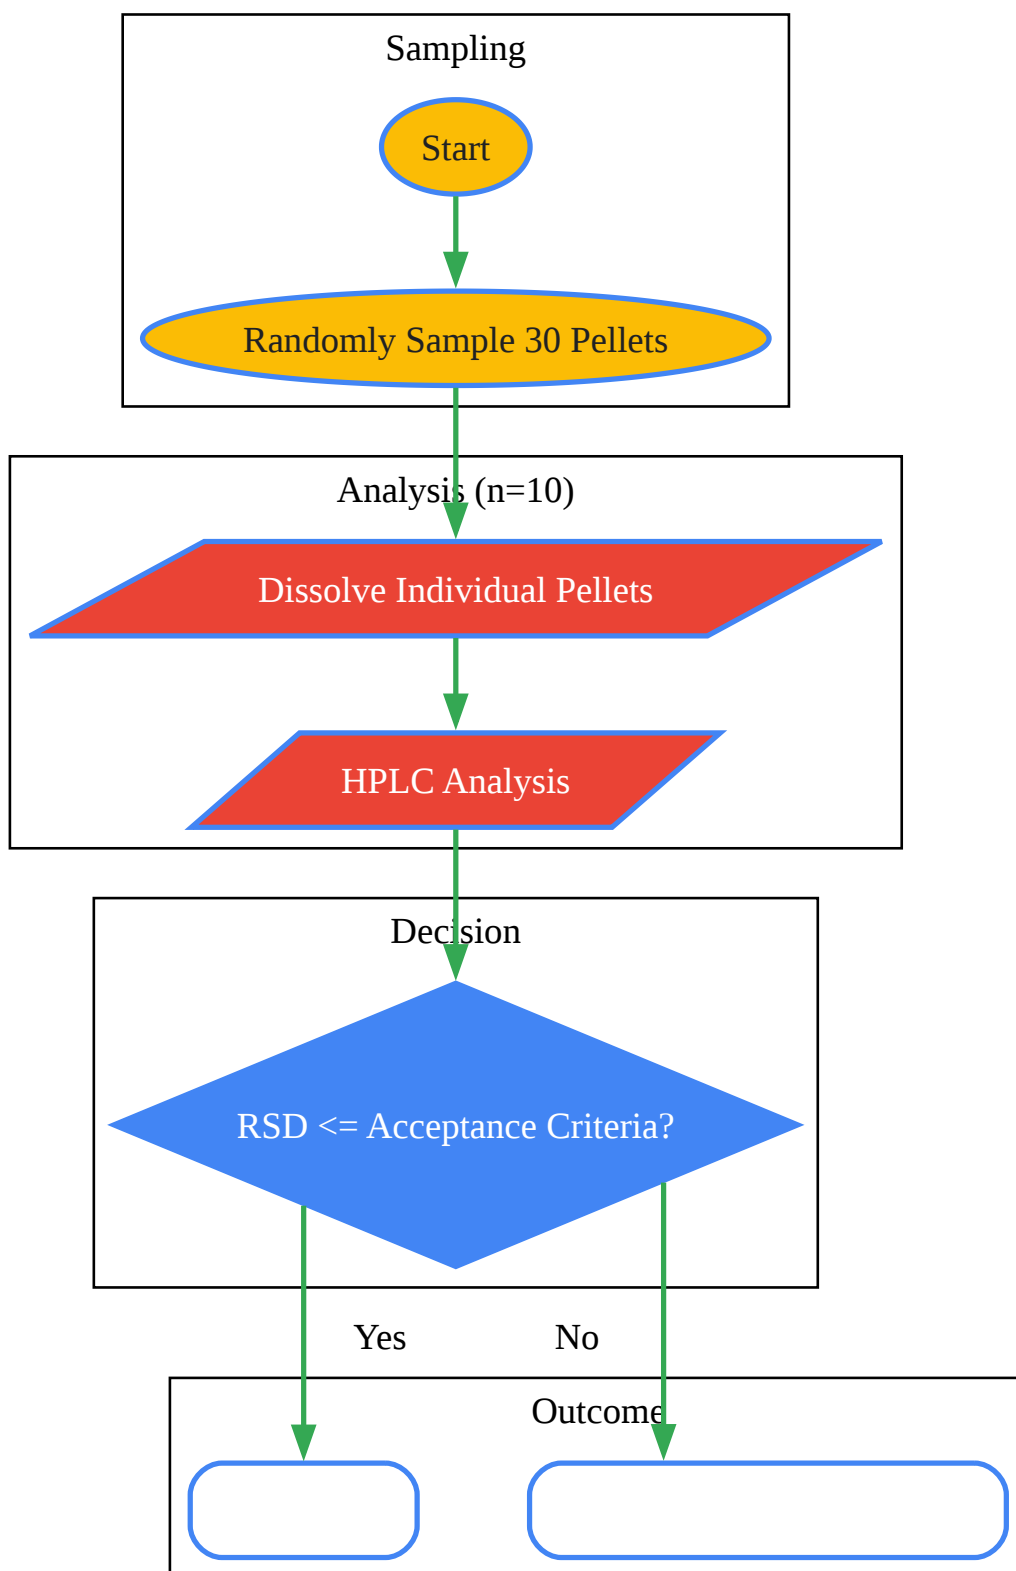 Sampling
Start
Randomly Sample 30 Pellets
Analysis (n=10)
Dissolve Individual Pellets
HPLC Analysis
Decision
RSD <= Acceptance Criteria?
Yes
No
Outcome